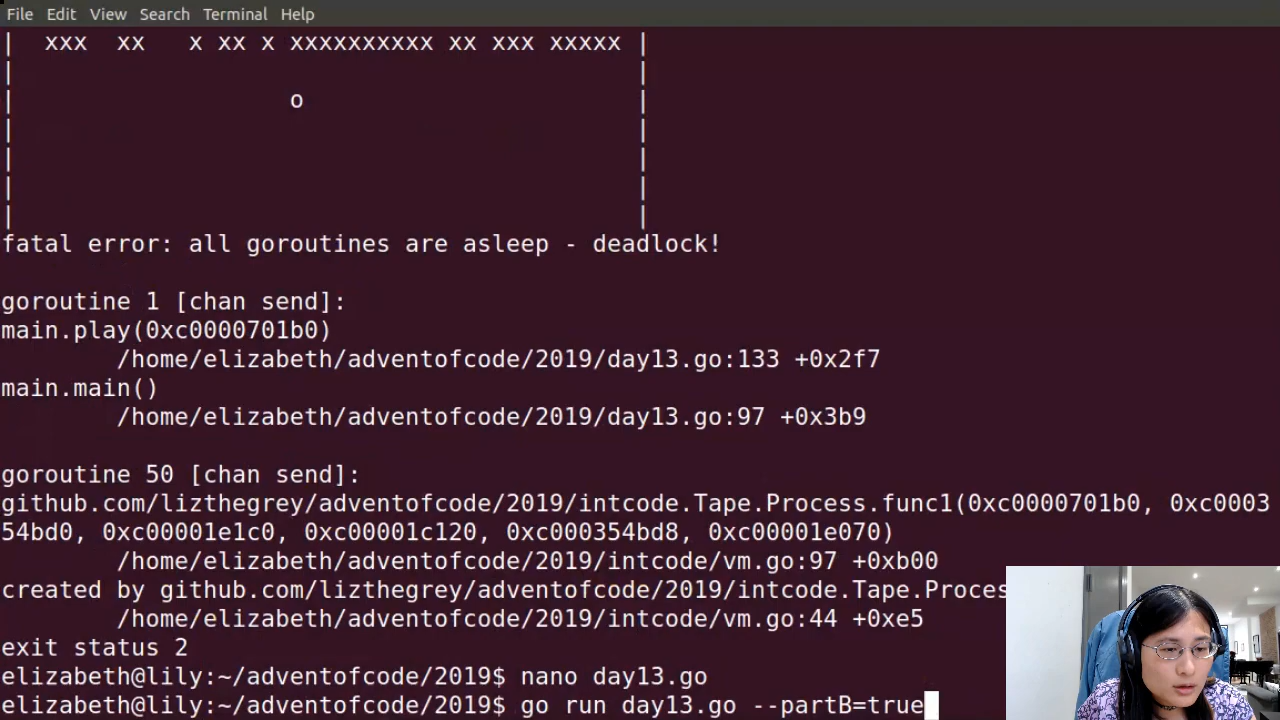 File Edit View Search Terminal Help
| xxx xx x xx x xxxxxxxxxx xx xxx xxxxx |
| |
| o |
| |
| |
| |
| |
fatal error: all goroutines are asleep - deadlock!
goroutine 1 [chan send]:
main.play(0xc0000701b0)
/home/elizabeth/adventofcode/2019/day13.go:133 +0x2f7
main.main()
/home/elizabeth/adventofcode/2019/day13.go:97 +0x3b9
goroutine 50 [chan send]:
github.com/lizthegrey/adventofcode/2019/intcode.Tape.Process.func1(0xc0000701b0, 0xc0003
54bd0, 0xc00001e1c0, 0xc00001c120, 0xc000354bd8, 0xc00001e070)
/home/elizabeth/adventofcode/2019/intcode/vm.go:97 +0xb00
created by github.com/lizthegrey/adventofcode/2019/intcode.Tape.Proces
/home/elizabeth/adventofcode/2019/intcode/vm.go:44 +0xe5
exit status 2
elizabeth@lily:~/adventofcode/2019$ nano day13.go
elizabeth@lily:~/adventofcode/2019$ go run day13.go --partB=true